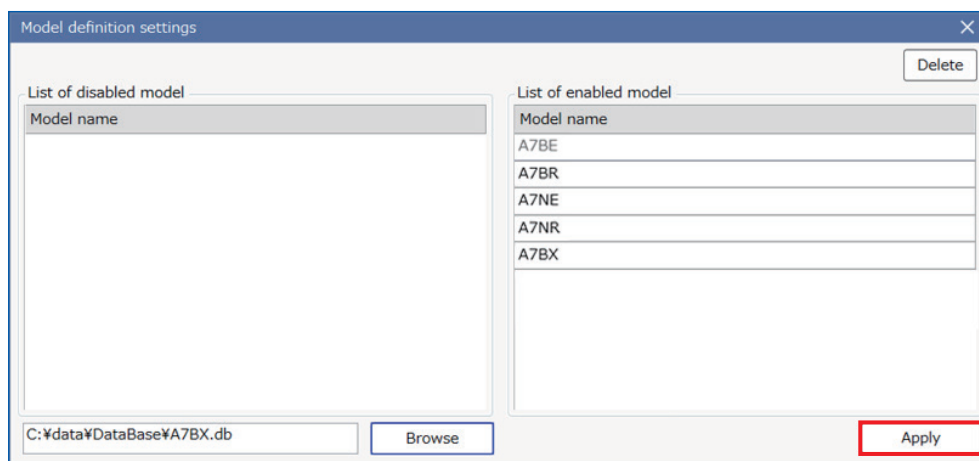 Model definition settings
Delete
List of disabled model
Model name
List of enabled model
Model name
A7BE
A7BR
A7NE
A7NR
A7BX
C:¥data¥DataBase¥A7BX.db
Browse
Apply